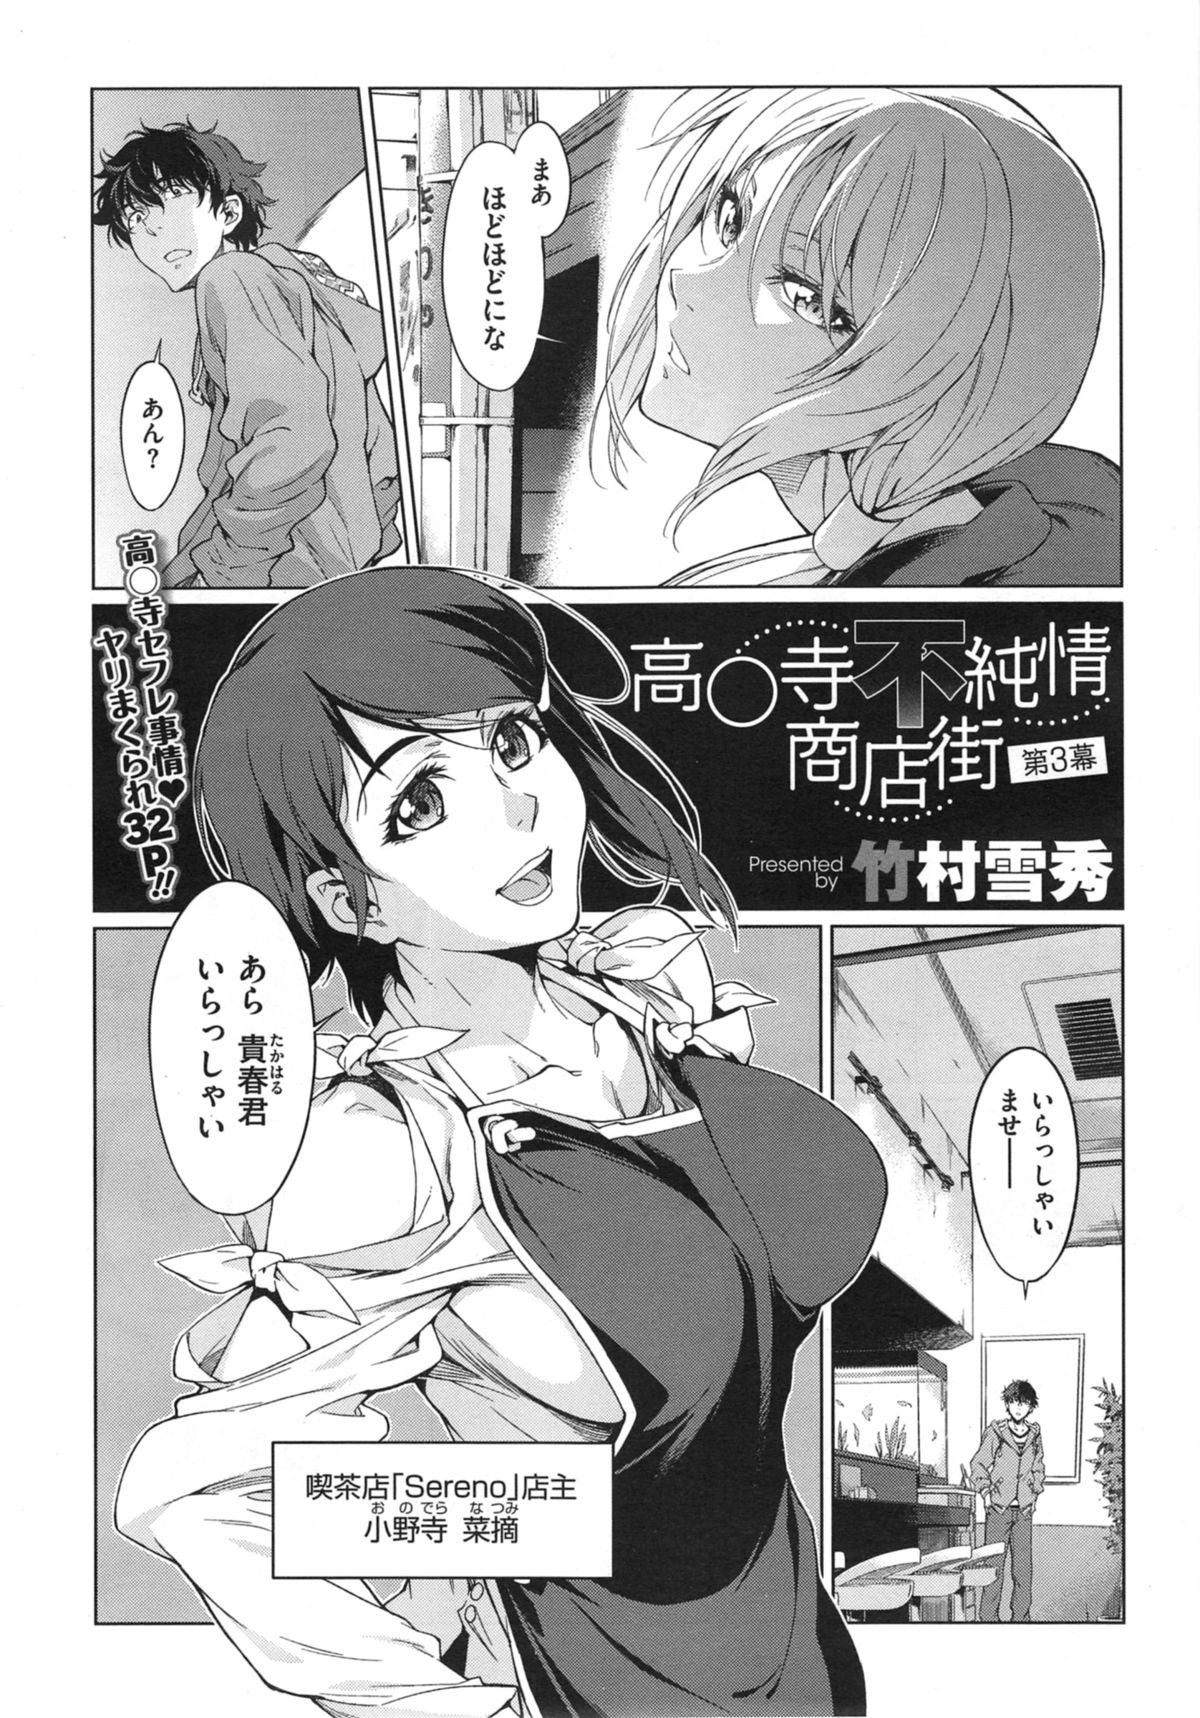 まあ
ほどほどにな
きりり
あん？
高○寺不純情
商店街
第3幕
Presented
by
竹村雪秀
高○寺セフレ事情♥
ヤリまくられ32P!!
いらっしゃい
ませ――
あら 貴春君
たかはる
いらっしゃい
喫茶店「Sereno」店主
おのでら なつみ
小野寺 菜摘